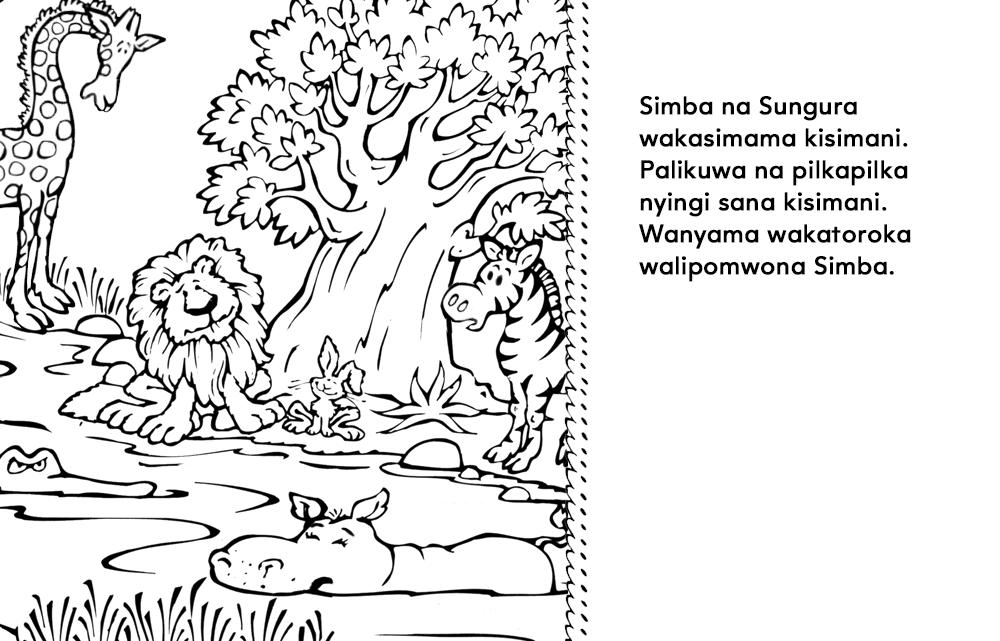 Simba na Sungura
wakasimama kisimani.
Palikuwa na pilkapilka
nyingi sana kisimani.
Wanyama wakatoroka
walipomwona Simba.